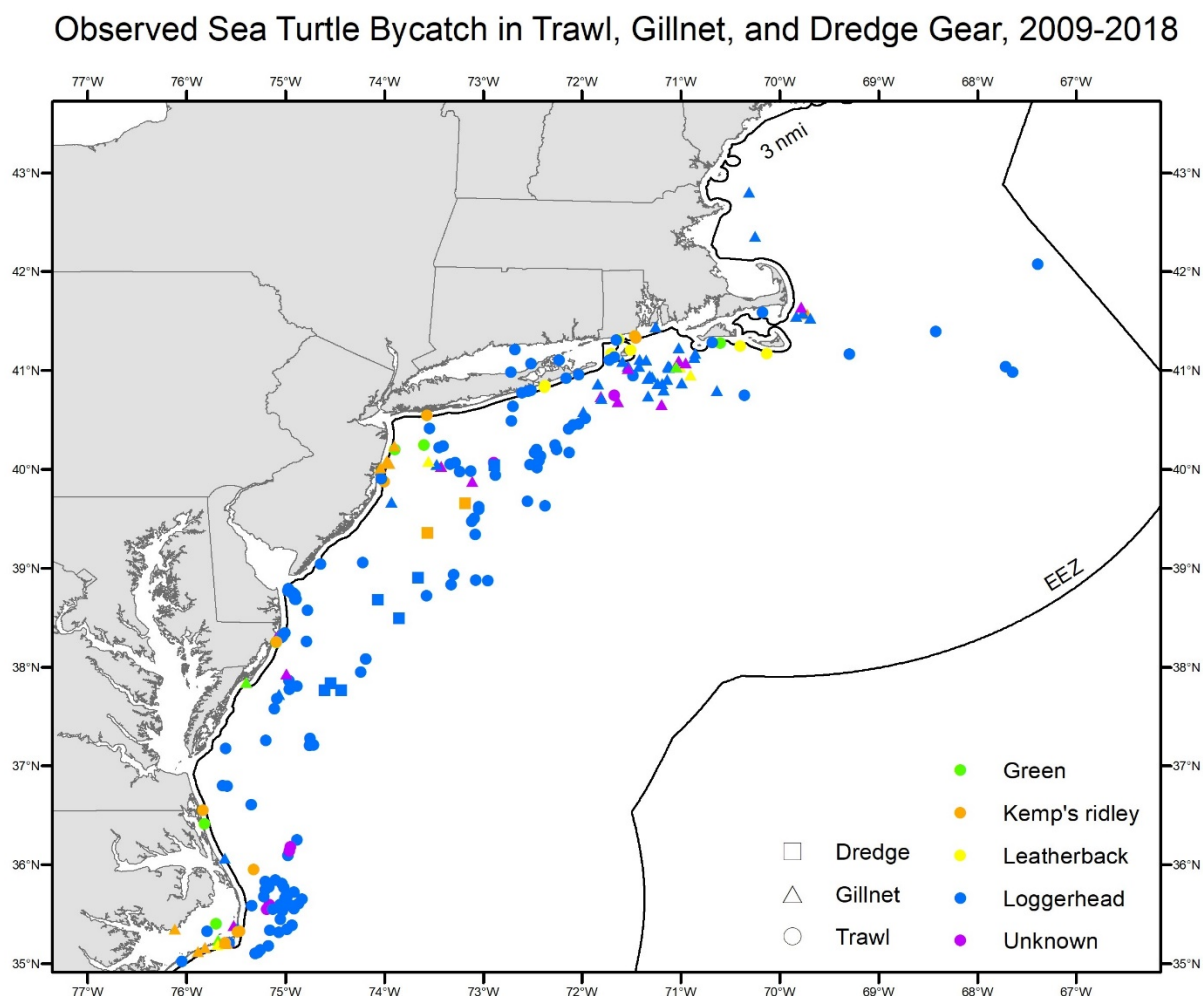 Observed Sea Turtle Bycatch in Trawl, Gillnet, and Dredge Gear, 2009-2018
77°W 76°W 75°W 74°W 73°W 72°W 71°W 70°W 69°W 68°W 67°W
3 nmi
43°N 43°N
42°N 42°N
41°N 41°N
40°N 40°N
39°N 39°N
EEZ
38°N 38°N
37°N 37°N
Green
Kemp's ridley
Dredge Leatherback
36°N 36°N
Gillnet Loggerhead
Trawl Unknown
35°N 35°N
77°W 76°W 75°W 74°W 73°W 72°W 71°W 70°W 69°W 68°W 67°W